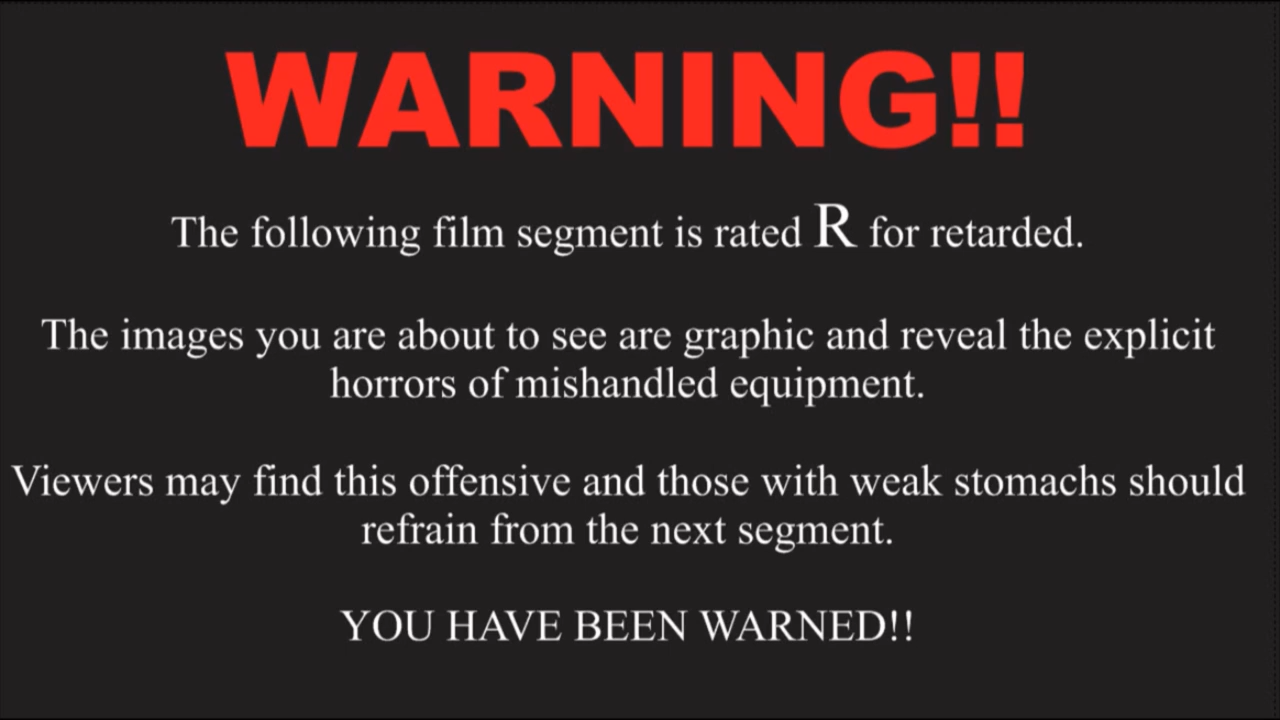 WARNING!!
The following film segment is rated R for retarded.
The images you are about to see are graphic and reveal the explicit
horrors of mishandled equipment.
Viewers may find this offensive and those with weak stomachs should
refrain from the next segment.
YOU HAVE BEEN WARNED!!